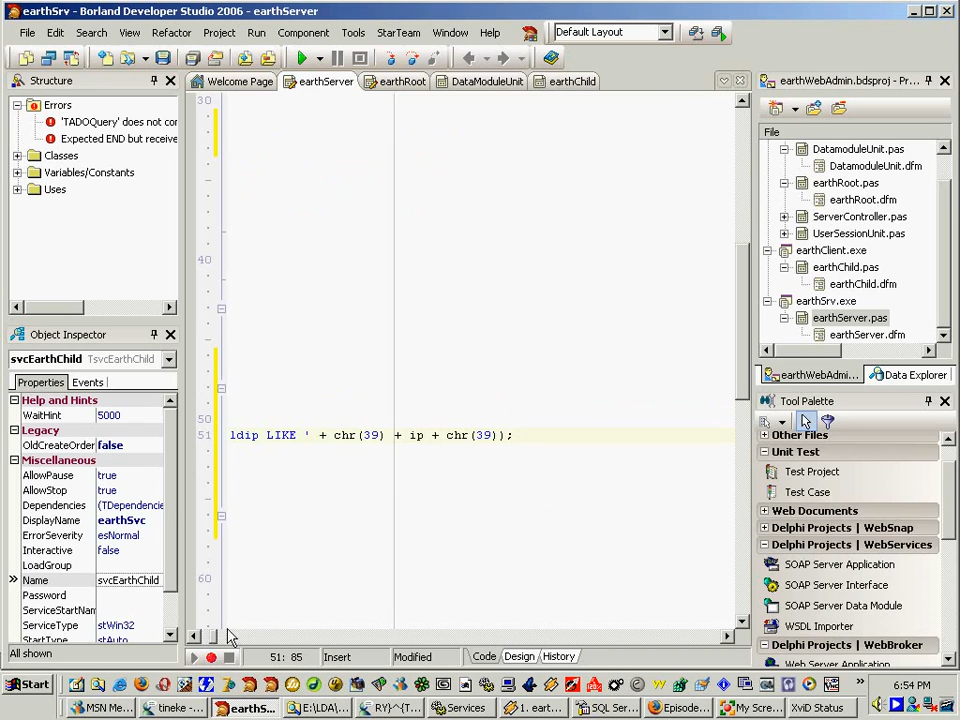 earthSrv - Borland Developer Studio 2006 - earthServer
File Edit Search View Refactor Project Run Component Tools StarTeam Window Help
Default Layout
Structure
Errors
'TADOQuery' does not cor
Expected END but receive
Classes
Variables/Constants
Uses
Object Inspector
svcEarthChild TsvcEarthChild
Properties Events
Help and Hints
WaitHint 5000
Legacy
OldCreateOrder false
Miscellaneous
AllowPause true
AllowStop true
Dependencies (TDependencie
DisplayName earthSvc
ErrorSeverity esNormal
Interactive false
LoadGroup
Name svcEarthChild
Password
ServiceStartNam
ServiceType stWin32
StartType stAuto
All shown
Welcome Page earthServer earthRoot DataModuleUnit earthChild
30
40
50
51 ldip LIKE ' + chr(39) + ip + chr(39));
60
51: 85 Insert Modified Code Design History
earthWebAdmin.bdsproj - Pr...
File
DatamoduleUnit.pas
DatamoduleUnit.dfm
earthRoot.pas
earthRoot.dfm
ServerController.pas
UserSessionUnit.pas
earthClient.exe
earthChild.pas
earthChild.dfm
earthSrv.exe
earthServer.pas
earthServer.dfm
earthWebAdmi... Data Explorer
Tool Palette
Other Files
Unit Test
Test Project
Test Case
Web Documents
Delphi Projects | WebSnap
Delphi Projects | WebServices
SOAP Server Application
SOAP Server Interface
SOAP Server Data Module
WSDL Importer
Delphi Projects | WebBroker
Web Server Application
Start
6:54 PM
MSN Me... tineke -... earthS... E:\LDA\... RY}^{T... Services 1. eart... SQL Ser... Episode... My Scre... XviD Status